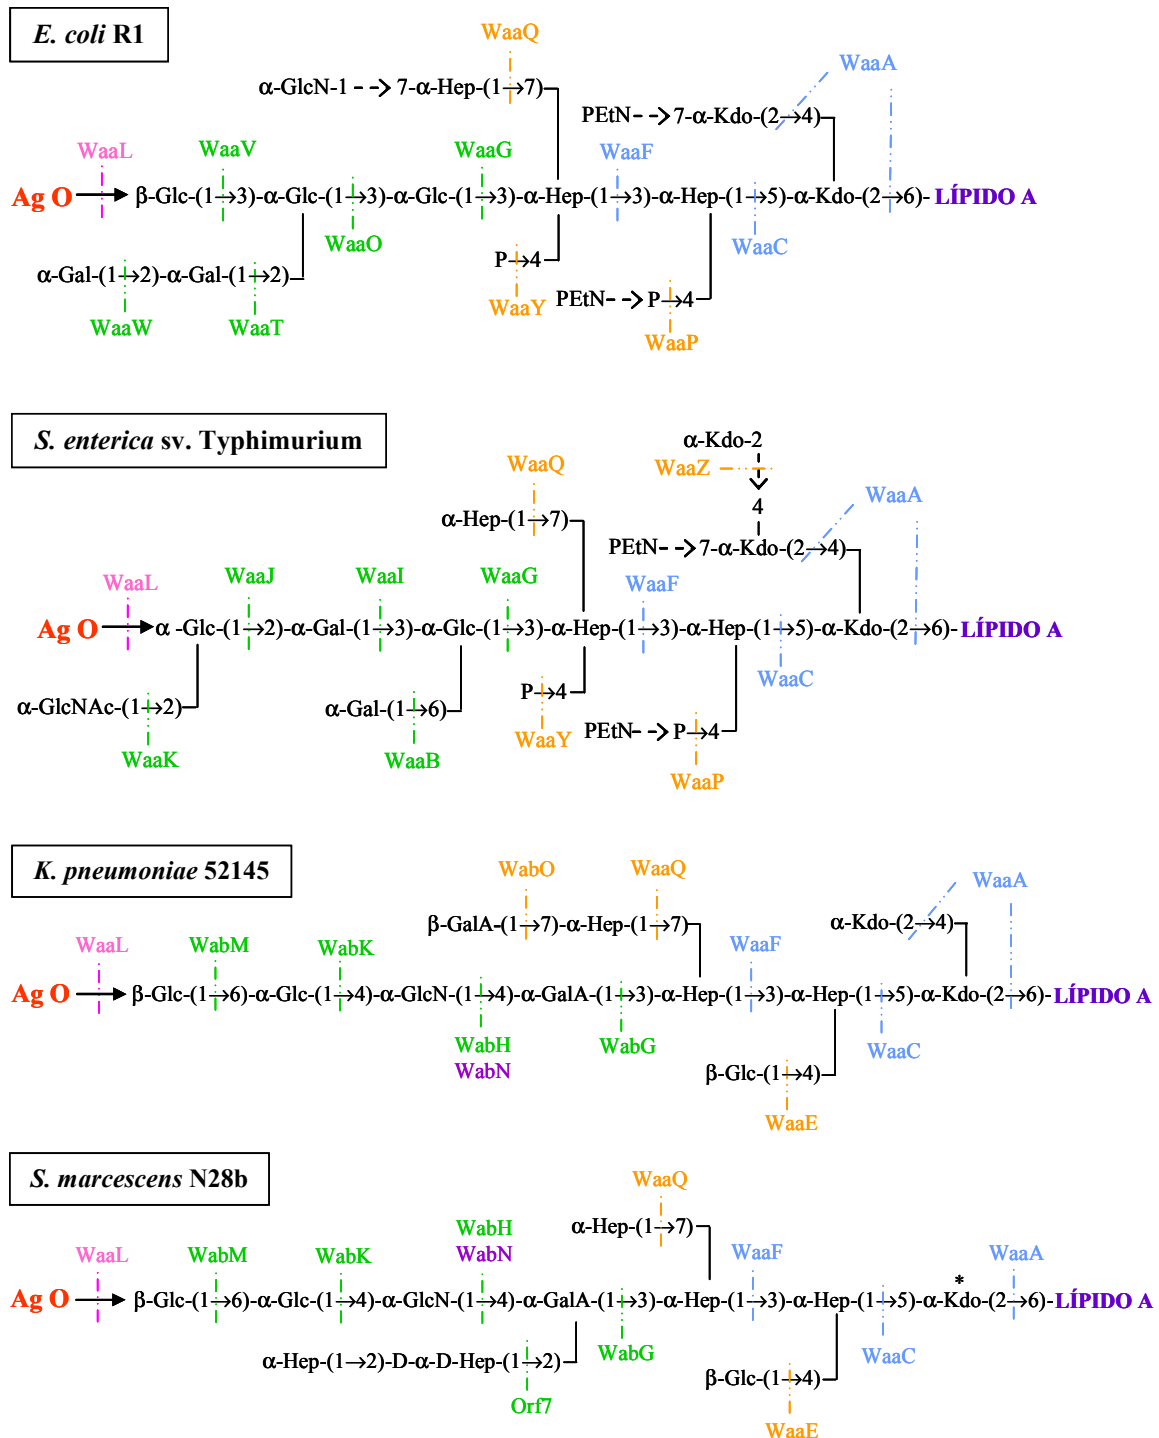 E. coli R1
WaaQ
WaaA
α-GlcN-1 --> 7-α-Hep-(1→7)
PEtN--> 7-α-Kdo-(2→4)
WaaL
WaaV
WaaG
WaaF
Ag O → β-Glc-(1→3)-α-Glc-(1→3)-α-Glc-(1→3)-α-Hep-(1→3)-α-Hep-(1→5)-α-Kdo-(2→6)-LÍPIDO A
WaaO
WaaC
P→4
α-Gal-(1→2)-α-Gal-(1→2)
PEtN--> P→4
WaaY
WaaW
WaaT
WaaP
S. enterica sv. Typhimurium
α-Kdo-2
WaaQ
WaaZ
WaaA
4
α-Hep-(1→7)
PEtN--> 7-α-Kdo-(2→4)
WaaL
WaaJ
WaaI
WaaG
WaaF
Ag O → α -Glc-(1→2)-α-Gal-(1→3)-α-Glc-(1→3)-α-Hep-(1→3)-α-Hep-(1→5)-α-Kdo-(2→6)-LÍPIDO A
WaaC
P→4
α-GlcNAc-(1→2)
α-Gal-(1→6)
PEtN--> P→4
WaaY
WaaK
WaaB
WaaP
K. pneumoniae 52145
WabO
WaaQ
WaaA
β-GalA-(1→7)-α-Hep-(1→7)
α-Kdo-(2→4)
WaaL
WabM
WabK
WaaF
Ag O → β-Glc-(1→6)-α-Glc-(1→4)-α-GlcN-(1→4)-α-GalA-(1→3)-α-Hep-(1→3)-α-Hep-(1→5)-α-Kdo-(2→6)-LÍPIDO A
WabH
WabG
WaaC
WabN
β-Glc-(1→4)
WaaE
S. marcescens N28b
WaaQ
α-Hep-(1→7)
WabH
WabN
WaaL
WabM
WabK
WaaF
WaaA
*
Ag O → β-Glc-(1→6)-α-Glc-(1→4)-α-GlcN-(1→4)-α-GalA-(1→3)-α-Hep-(1→3)-α-Hep-(1→5)-α-Kdo-(2→6)-LÍPIDO A
WabG
WaaC
α-Hep-(1→2)-D-α-D-Hep-(1→2)
β-Glc-(1→4)
Orf7
WaaE